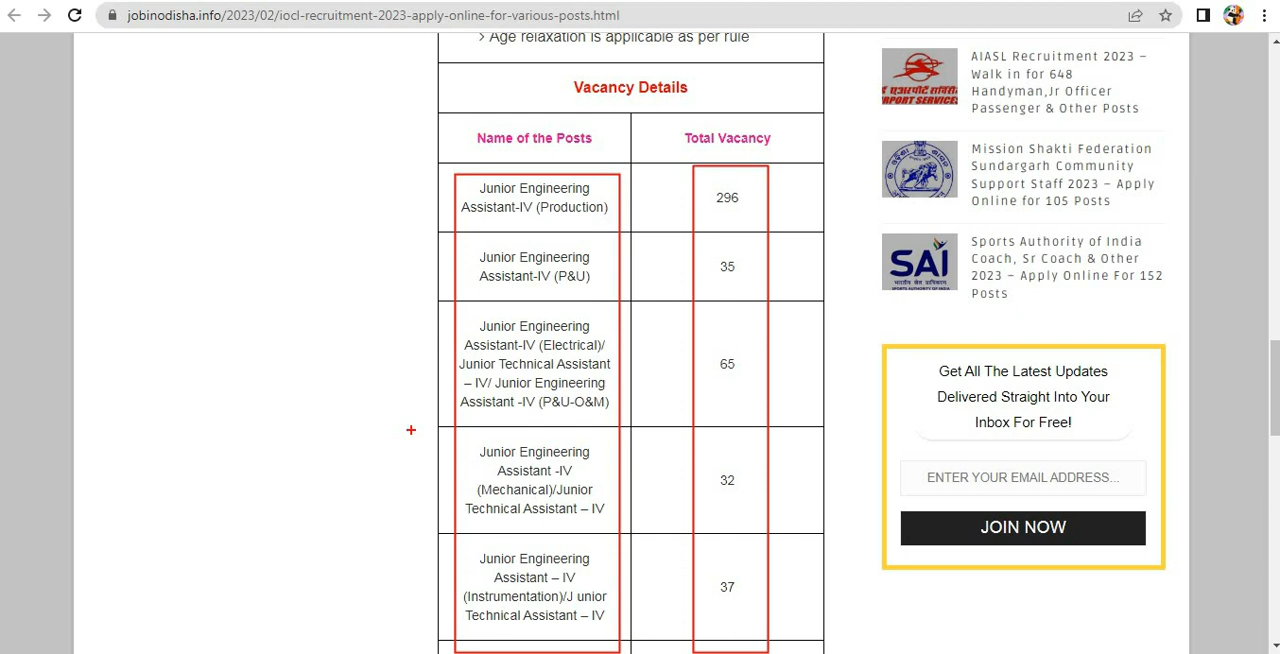 jobinodisha.info/2023/02/iocl-recruitment-2023-apply-online-for-various-posts.html
› Age relaxation is applicable as per rule
Vacancy Details
Name of the Posts
Total Vacancy
Junior Engineering
Assistant-IV (Production)
296
Junior Engineering
Assistant-IV (P&U)
35
Junior Engineering
Assistant-IV (Electrical)/
Junior Technical Assistant
– IV/ Junior Engineering
Assistant -IV (P&U-O&M)
65
Junior Engineering
Assistant -IV
(Mechanical)/Junior
Technical Assistant – IV
32
Junior Engineering
Assistant – IV
(Instrumentation)/J unior
Technical Assistant – IV
37
AIASL Recruitment 2023 –
Walk in for 648
Handyman,Jr Officer
Passenger & Other Posts
Mission Shakti Federation
Sundargarh Community
Support Staff 2023 – Apply
Online for 105 Posts
SAI
Sports Authority of India
Coach, Sr Coach & Other
2023 – Apply Online For 152
Posts
Get All The Latest Updates
Delivered Straight Into Your
Inbox For Free!
ENTER YOUR EMAIL ADDRESS...
JOIN NOW